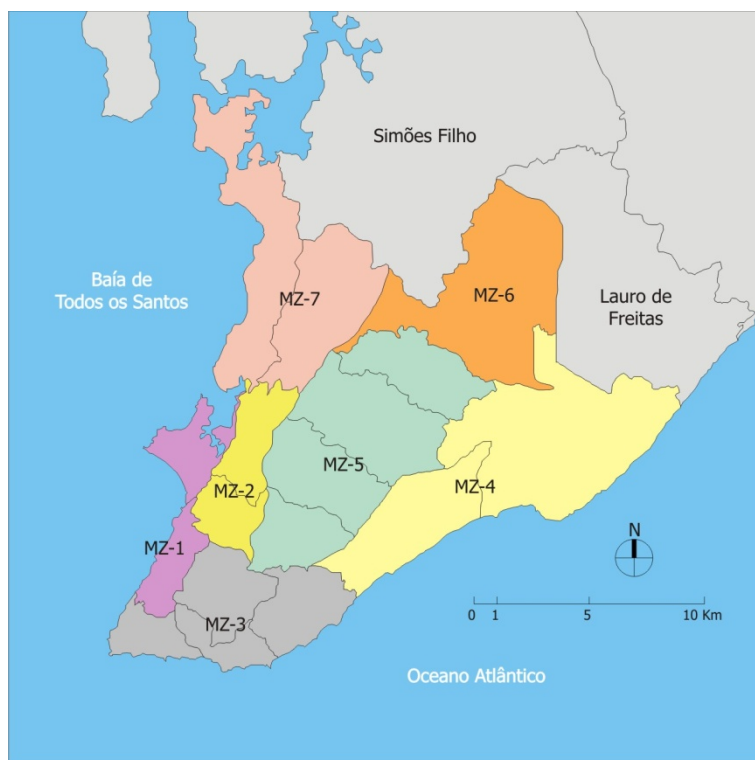 Simões Filho
Baía de
Todos os Santos
MZ-7
MZ-6
Lauro de
Freitas
MZ-5
MZ-2
MZ-4
MZ-1
N
MZ-3
0 1 5 10 Km
Oceano Atlântico